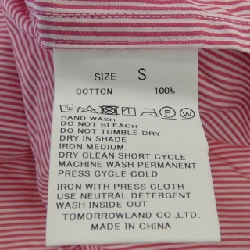 SIZE S
COTTON 100%
HAND WASH
DO NOT BLEACH
DO NOT TUMBLE DRY
DRY IN SHADE
IRON MEDIUM
DRY CLEAN SHORT CYCLE
MACHINE WASH PERMANENT
PRESS CYCLE COLD
IRON WITH PRESS CLOTH
USE NEUTRAL DETERGENT
WASH INSIDE OUT
TOMORROWLAND CO.,LTD.
MADE IN CHINA